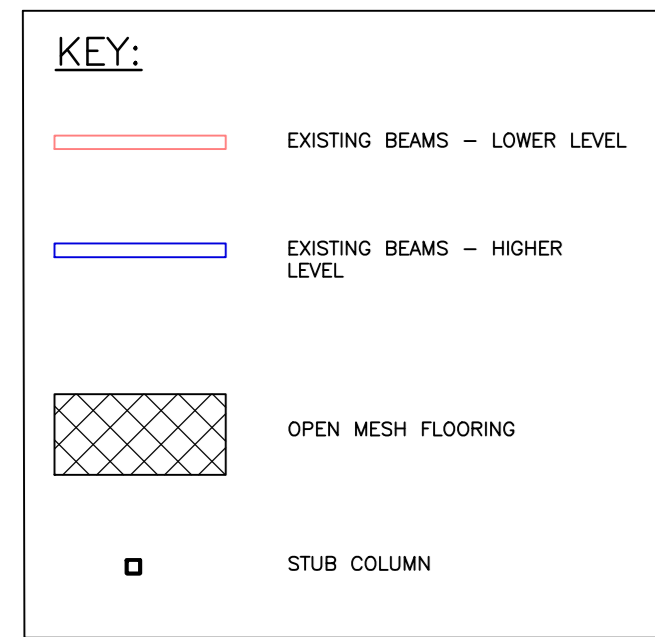 KEY:
EXISTING BEAMS – LOWER LEVEL
EXISTING BEAMS – HIGHER
LEVEL
OPEN MESH FLOORING
STUB COLUMN